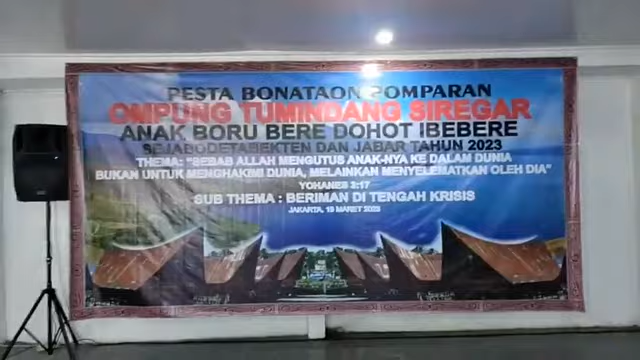 PESTA BONATAON POMPARAN
OMPUNG TUMINDANG SIREGAR
ANAK BORU BERE DOHOT IBEBERE
SEJABODETABEKTEN DAN JABAR TAHUN 2023
THEMA: "SEBAB ALLAH MENGUTUS ANAK-NYA KE DALAM DUNIA
BUKAN UNTUK MENGHAKIMI DUNIA, MELAINKAN MENYELEMATKAN OLEH DIA"
YOHANES 3:17
SUB THEMA : BERIMAN DI TENGAH KRISIS
JAKARTA, 19 MARET 2023